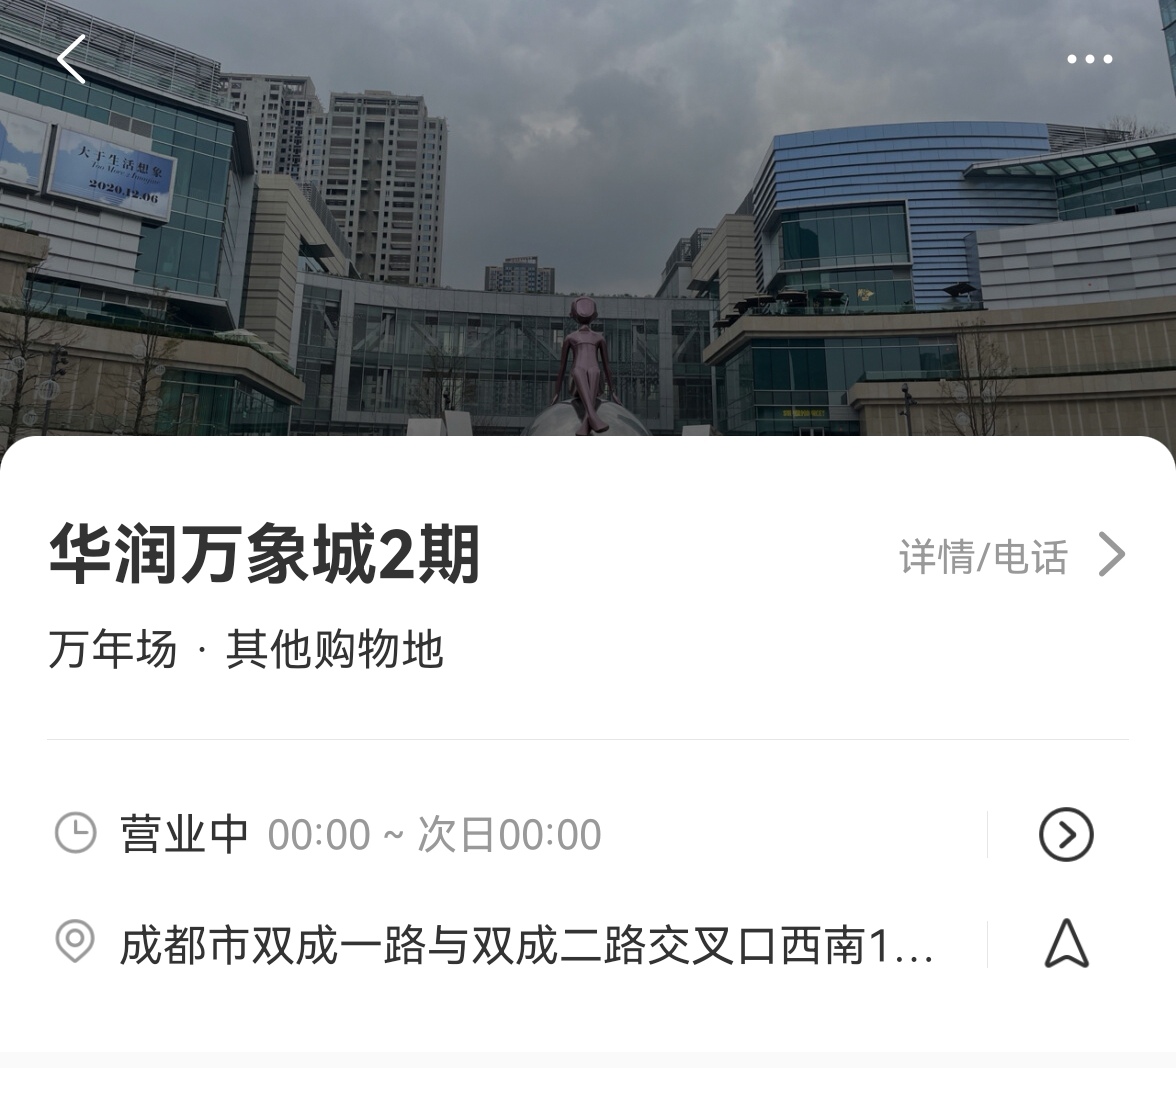 大于生活想象
2020.12.06
华润万象城2期
详情/电话
万年场 · 其他购物地
营业中 00:00 ~ 次日00:00
成都市双成一路与双成二路交叉口西南1...